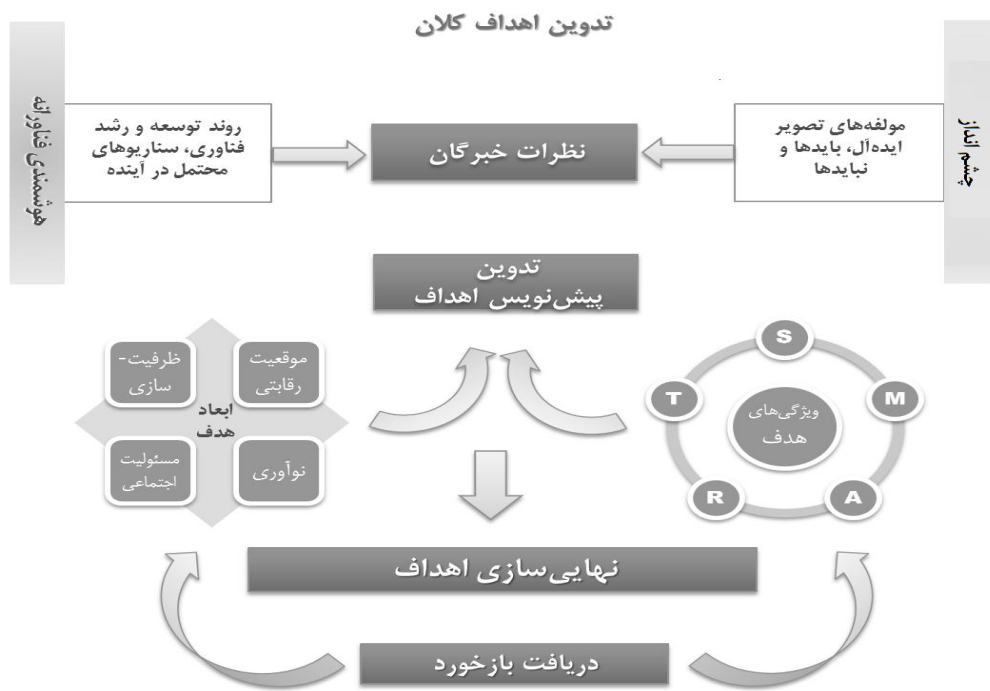 تدوین اهداف کلان
چشم انداز
مولفه‌های تصویر
ایده‌آل، بایدها و
نبایدها
نظرات خبرگان
روند توسعه و رشد
فناوری، سناریوهای
محتمل در آینده
هوشمندی فناورانه
تدوین
پیش‌نویس اهداف
S
M
A
R
T
ویژگی‌های
هدف
موقعیت
رقابتی
ظرفیت-
سازی
ابعاد
هدف
نوآوری
مسئولیت
اجتماعی
نهایی‌سازی اهداف
دریافت بازخورد